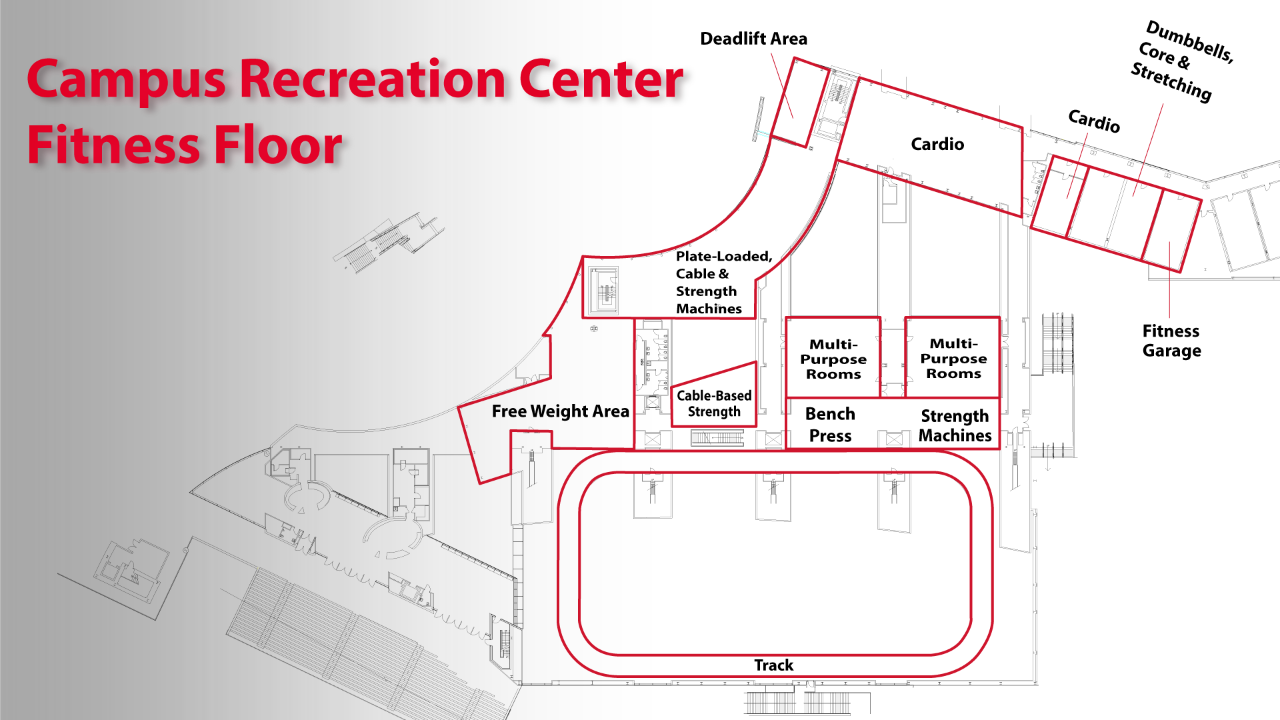 Campus Recreation Center
Fitness Floor
Deadlift Area
Dumbbells,
Core &
Stretching
Cardio
Cardio
Plate-Loaded,
Cable &
Strength
Machines
Fitness
Garage
Multi-
Purpose
Rooms
Multi-
Purpose
Rooms
Cable-Based
Strength
Free Weight Area
Bench
Press
Strength
Machines
Track